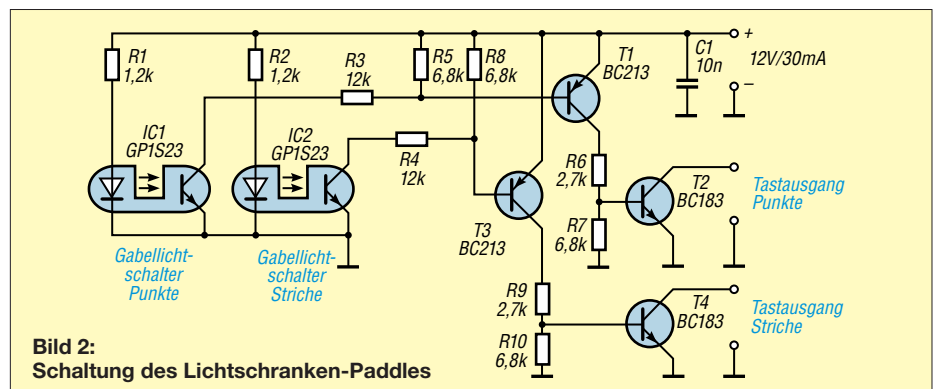 R1
1,2k
R2
1,2k
R3
12k
R5
6,8k
R8
6,8k
T1
BC213
C1
10n
+
12V/30mA
–
IC1
GP1S23
IC2
GP1S23
R4
12k
R6
2,7k
T2
BC183
Tastausgang
Punkte
R7
6,8k
T3
BC213
Gabellicht-
schalter
Punkte
Gabellicht-
schalter
Striche
R9
2,7k
T4
BC183
Tastausgang
Striche
R10
6,8k
Bild 2:
Schaltung des Lichtschranken-Paddles